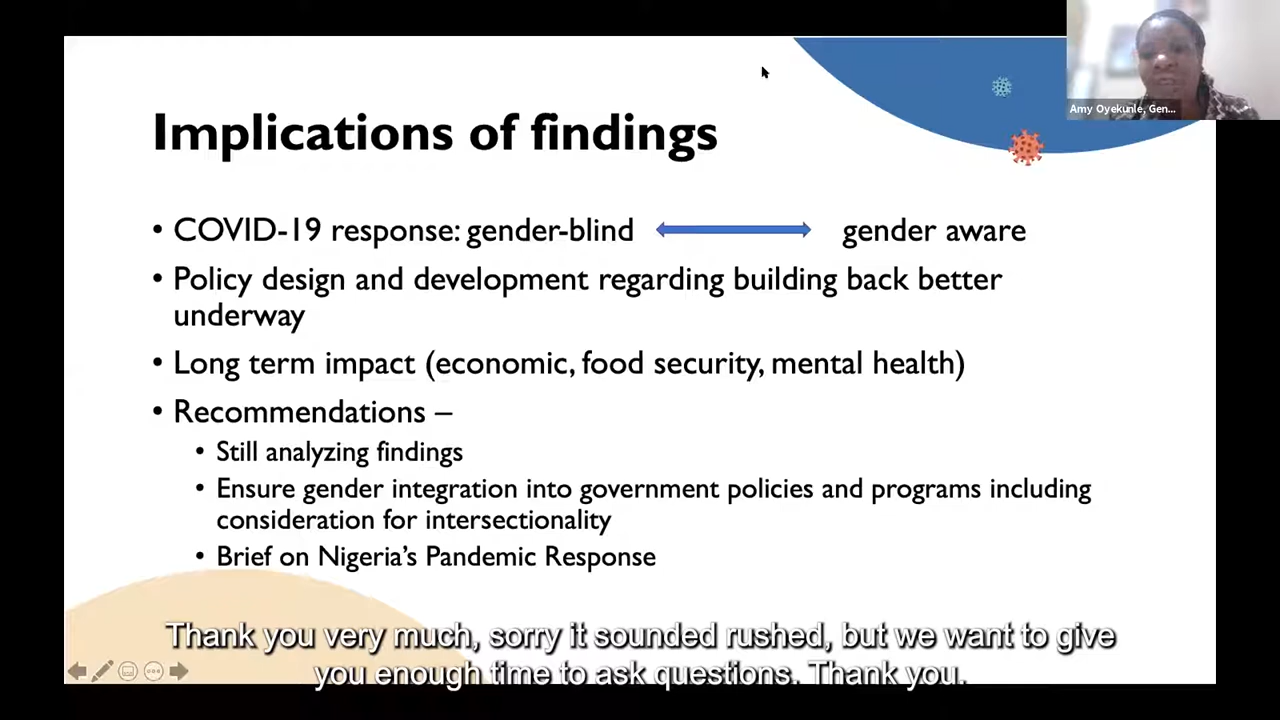 Amy Oyekunle, Gen...
Implications of findings
• COVID-19 response: gender-blind gender aware
• Policy design and development regarding building back better
underway
• Long term impact (economic, food security, mental health)
• Recommendations –
• Still analyzing findings
• Ensure gender integration into government policies and programs including
consideration for intersectionality
• Brief on Nigeria's Pandemic Response
Thank you very much, sorry it sounded rushed, but we want to give
you enough time to ask questions. Thank you.